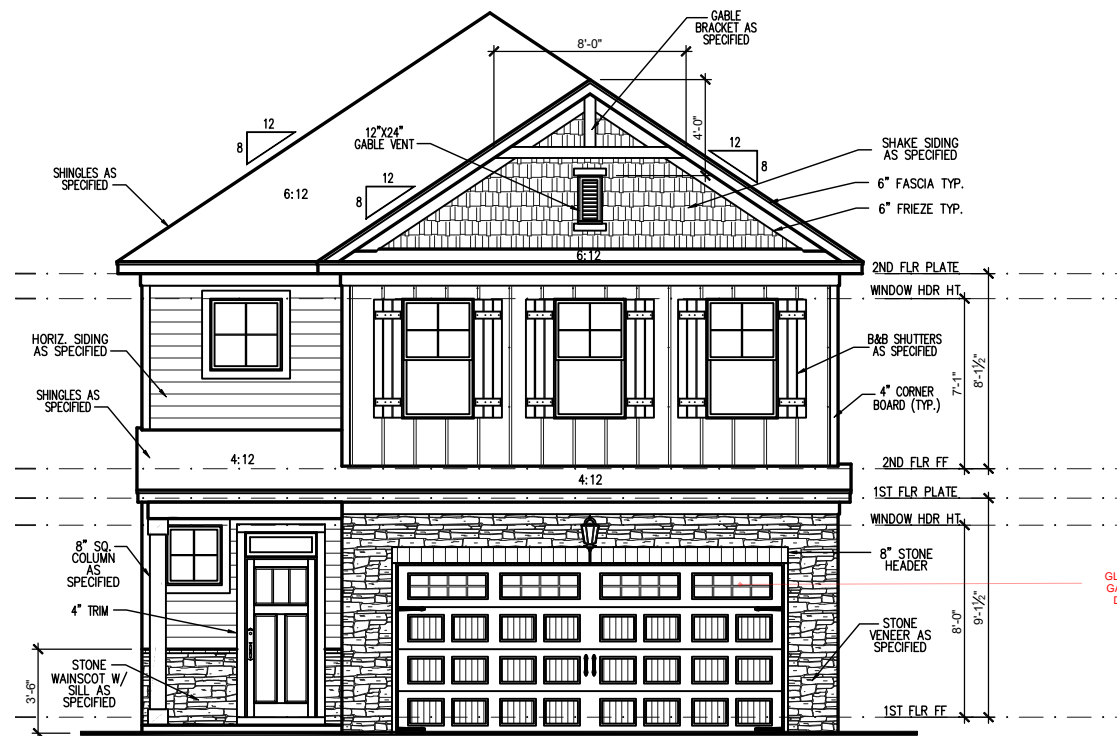 GABLE
BRACKET AS
SPECIFIED
8'-0"
12
8
12"X24"
GABLE VENT
4'-0"
12
8
SHAKE SIDING
AS SPECIFIED
SHINGLES AS
SPECIFIED
6:12
12
8
6" FASCIA TYP.
6" FRIEZE TYP.
6:12
2ND FLR PLATE
WINDOW HDR HT.
HORIZ. SIDING
AS SPECIFIED
B&B SHUTTERS
AS SPECIFIED
7'-1"
8'-1½"
SHINGLES AS
SPECIFIED
4" CORNER
BOARD (TYP.)
4:12
4:12
2ND FLR FF
1ST FLR PLATE
WINDOW HDR HT.
8" SQ.
COLUMN
AS
SPECIFIED
8" STONE
HEADER
GL
GA
D
4" TRIM
8'-0"
9'-1½"
STONE
VENEER AS
SPECIFIED
STONE
WAINSCOT W/
SILL AS
SPECIFIED
3'-6"
1ST FLR FF